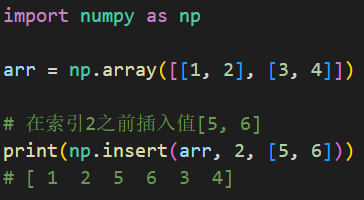 import numpy as np
arr = np.array([[1, 2], [3, 4]])
# 在索引2之前插入值[5, 6]
print(np.insert(arr, 2, [5, 6]))
# [ 1  2  5  6  3  4]